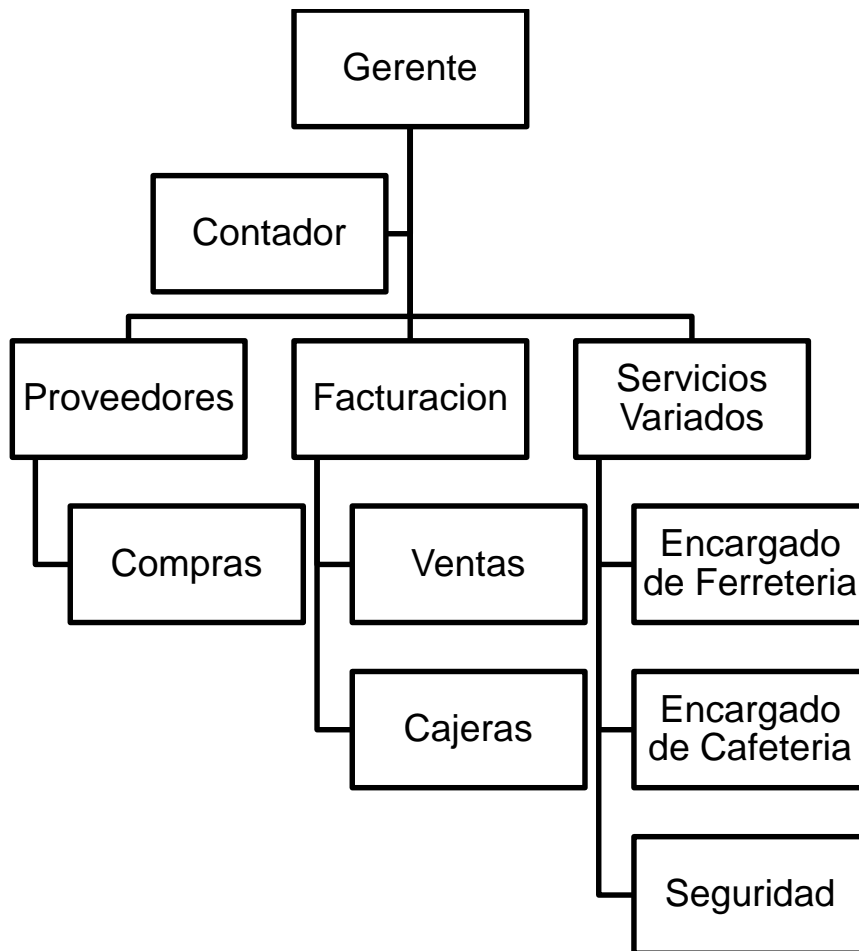 Gerente
Contador
Proveedores
Facturacion
Servicios
Variados
Compras
Ventas
Encargado
de Ferreteria
Cajeras
Encargado
de Cafeteria
Seguridad